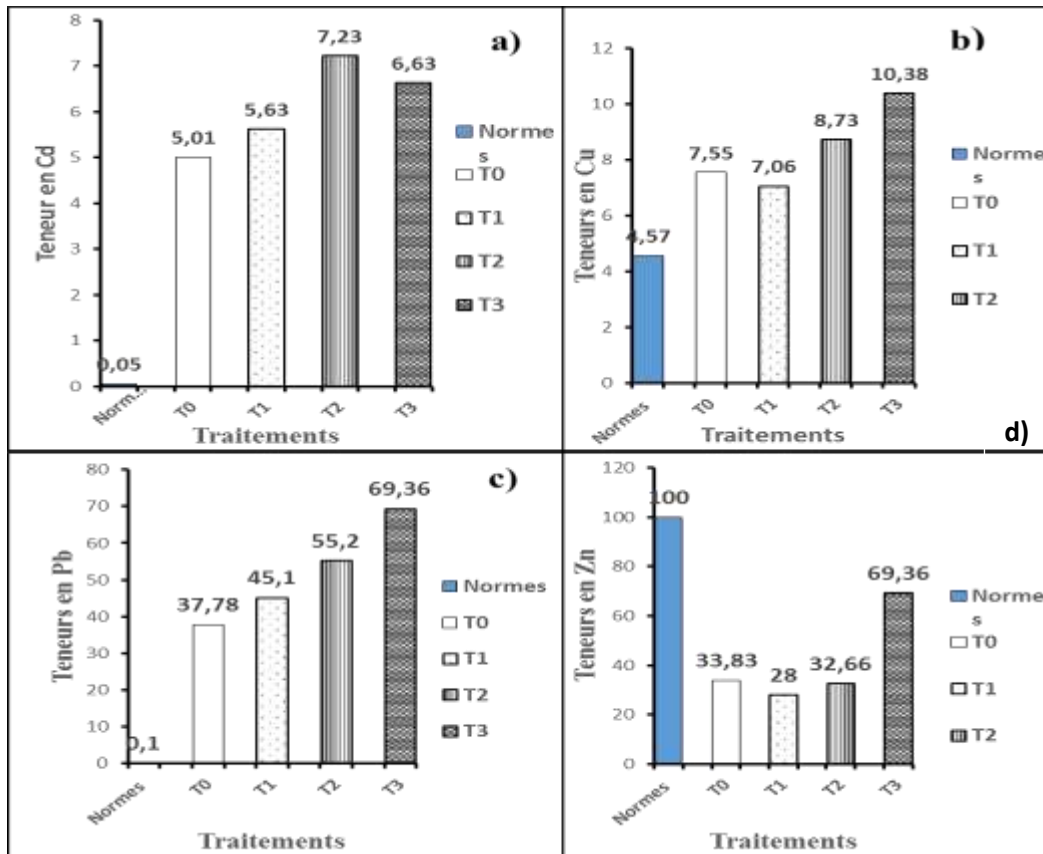 a)
Teneur en Cd
8
7
6
5
4
3
2
1
0
0,05
5,01
5,63
7,23
6,63
Norm...
T0
T1
T2
T3
Traitements
Norme
s
T0
T1
T2
T3
b)
Teneurs en Cu
12
10
8
6
4
2
0
4,57
7,55
7,06
8,73
10,38
Normes
T0
T1
T2
T3
Traitements
Norme
s
T0
T1
T2
c)
Teneurs en Pb
80
70
60
50
40
30
20
10
0
0,1
37,78
45,1
55,2
69,36
Normes
T0
T1
T2
T3
Traitements
Normes
T0
T1
T2
T3
d)
Teneurs en Zn
120
100
80
60
40
20
0
100
33,83
28
32,66
69,36
Normes
T0
T1
T2
T3
Traitements
Norme
s
T0
T1
T2